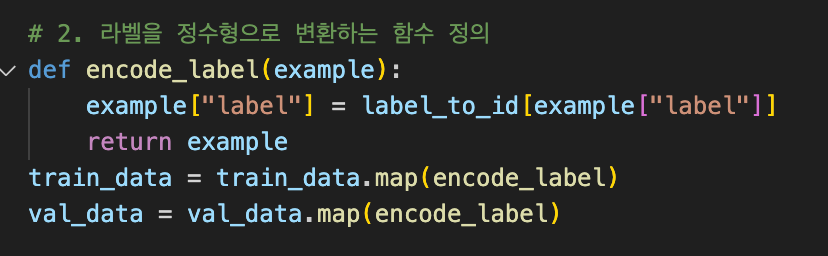 # 2. 라벨을 정수형으로 변환하는 함수 정의
def encode_label(example):
    example["label"] = label_to_id[example["label"]]
    return example
train_data = train_data.map(encode_label)
val_data = val_data.map(encode_label)